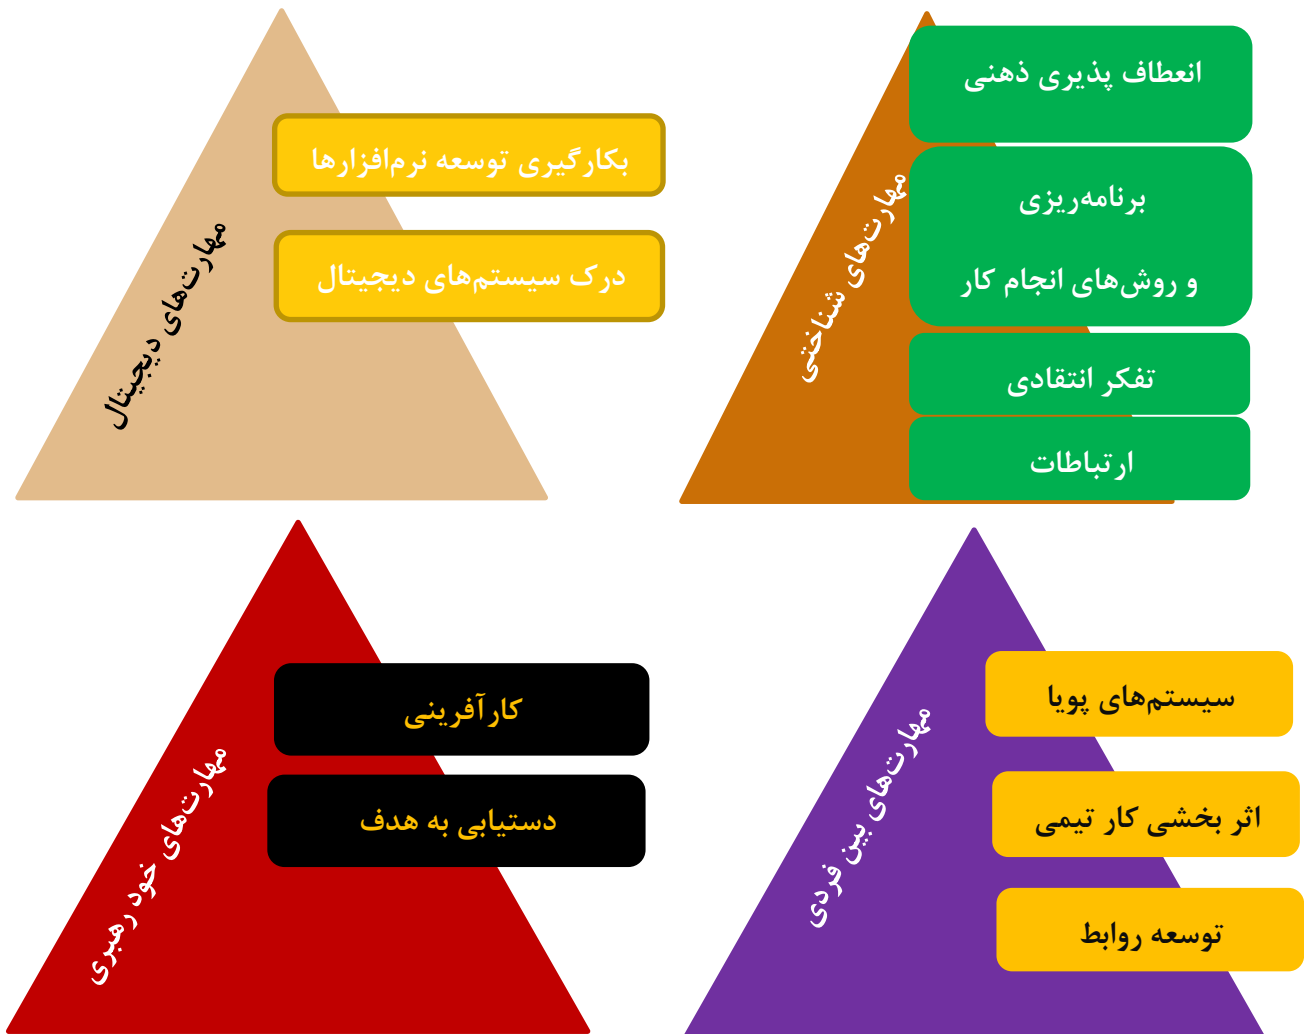 مهارت‌های شناختی
انعطاف پذیری ذهنی
برنامه‌ریزی
و روش‌های انجام کار
تفکر انتقادی
ارتباطات
مهارت‌های دیجیتال
بکارگیری توسعه نرم‌افزارها
درک سیستم‌های دیجیتال
مهارت‌های بین فردی
سیستم‌های پویا
اثر بخشی کار تیمی
توسعه روابط
مهارت‌های خود رهبری
کارآفرینی
دستیابی به هدف